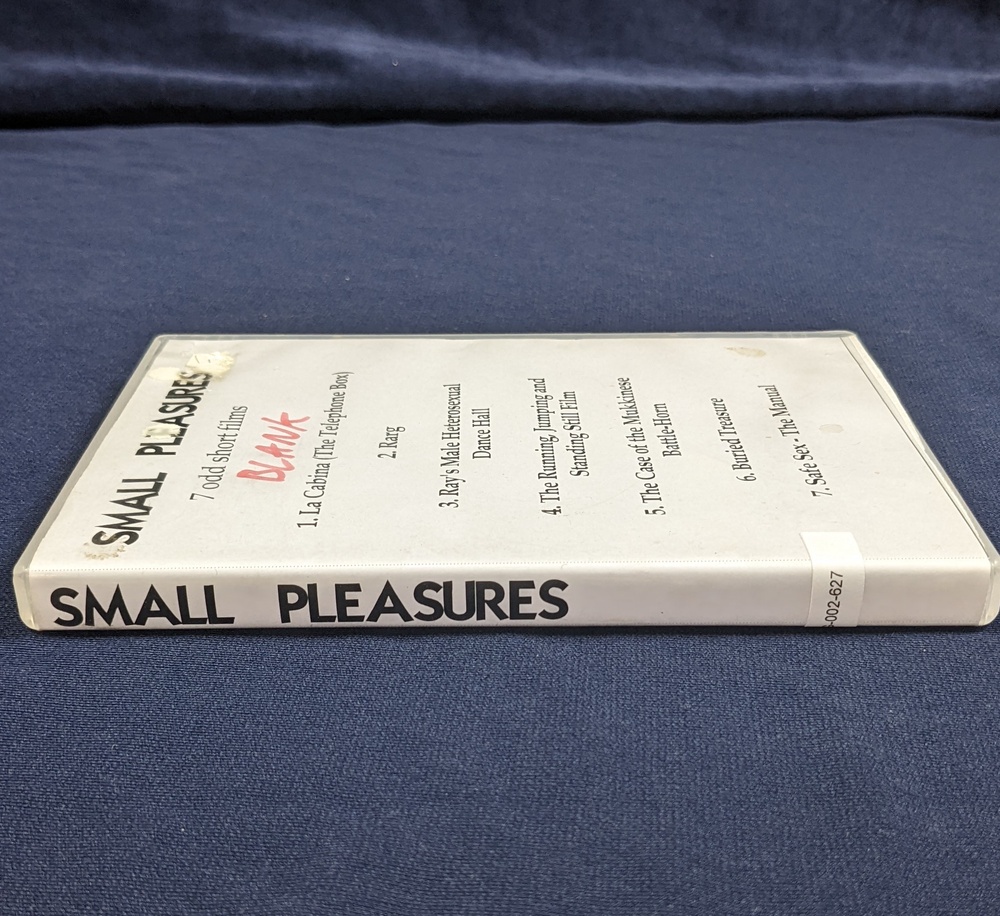 SMALL PLEASURES
7 odd short films
BLANK
1. La Cabina (The Telephone Box)
2. Rarg
3. Ray's Male Heterosexual
Dance Hall
4. The Running, Jumping and
Standing Still Film
5. The Case of the Mukkinese
Battle-Horn
6. Buried Treasure
7. Safe Sex - The Manual
SMALL PLEASURES
-002-627